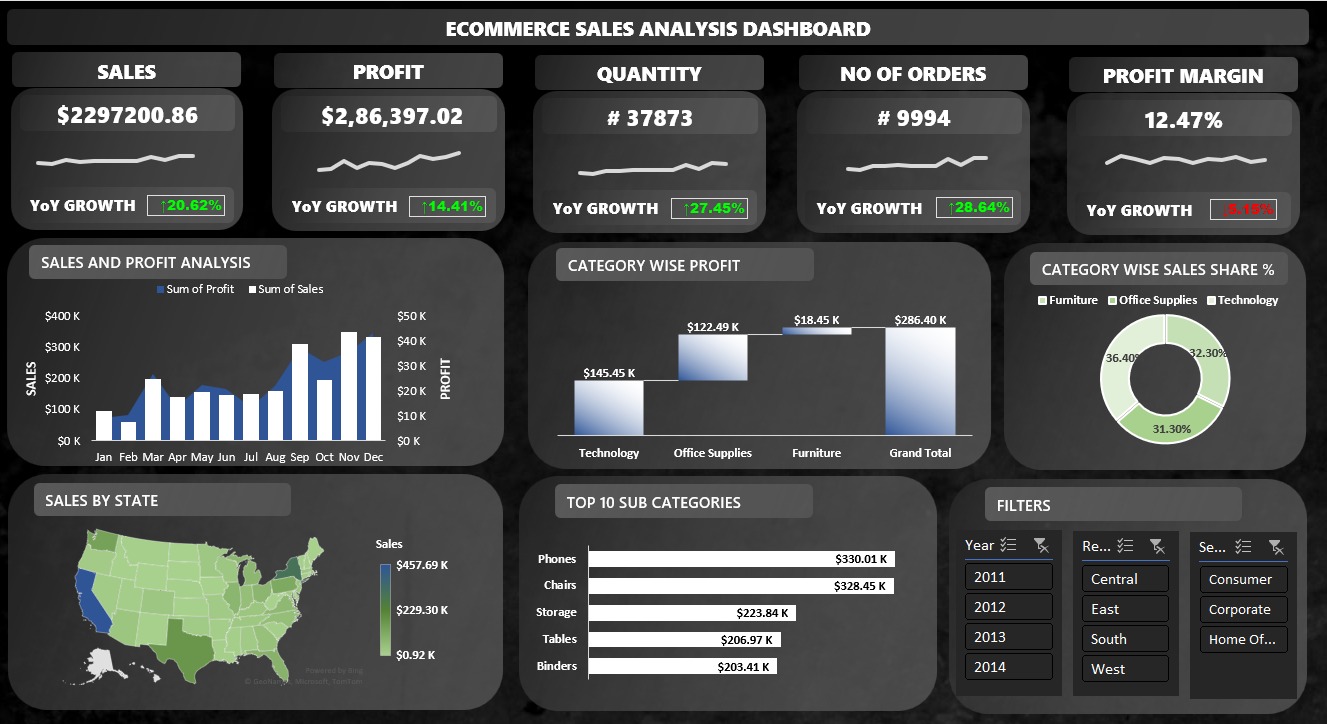 ECOMMERCE SALES ANALYSIS DASHBOARD
SALES
$2297200.86
YoY GROWTH ↑20.62%
PROFIT
$2,86,397.02
YoY GROWTH ↑14.41%
QUANTITY
# 37873
YoY GROWTH ↑27.45%
NO OF ORDERS
# 9994
YoY GROWTH ↑28.64%
PROFIT MARGIN
12.47%
YoY GROWTH
SALES AND PROFIT ANALYSIS
Sum of Profit Sum of Sales
$400 K
$300 K
$200 K
$100 K
$0 K
SALES
$50 K
$40 K
$30 K
$20 K
$10 K
$0 K
PROFIT
Jan Feb Mar Apr May Jun Jul Aug Sep Oct Nov Dec
CATEGORY WISE PROFIT
$145.45 K
$122.49 K
$18.45 K
$286.40 K
Technology Office Supplies Furniture Grand Total
CATEGORY WISE SALES SHARE %
Furniture Office Supplies Technology
36.40%
32.30%
31.30%
SALES BY STATE
Sales
$457.69 K
$229.30 K
$0.92 K
Powered by Bing
© GeoNames, Microsoft, TomTom
TOP 10 SUB CATEGORIES
Phones $330.01 K
Chairs $328.45 K
Storage $223.84 K
Tables $206.97 K
Binders $203.41 K
FILTERS
Year
2011
2012
2013
2014
Re...
Central
East
South
West
Se...
Consumer
Corporate
Home Of...